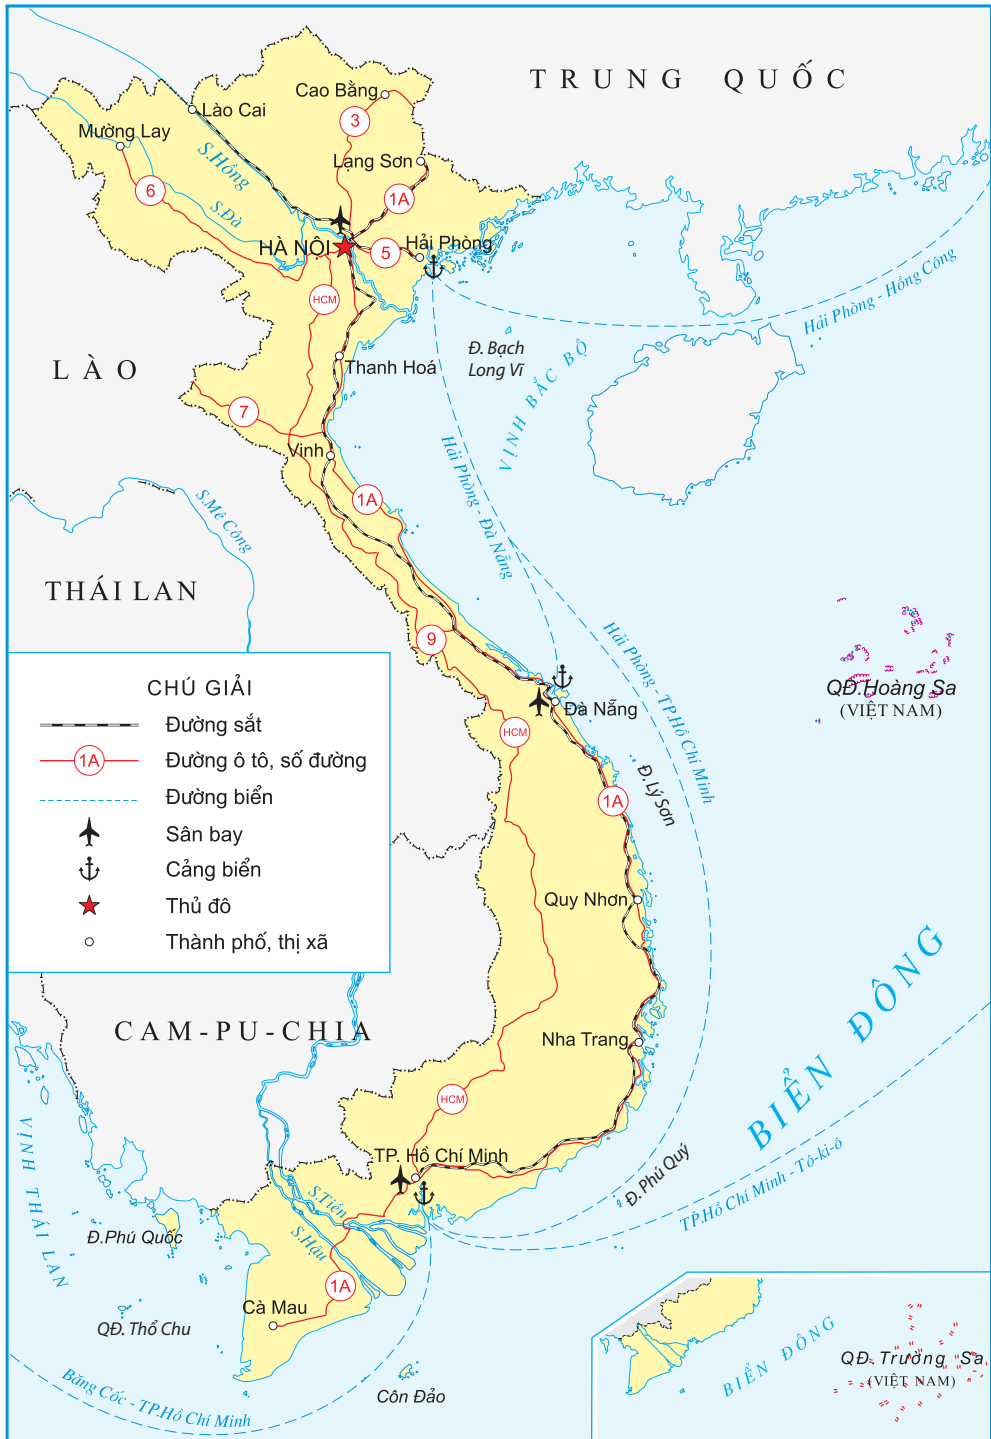 TRUNG QUỐC
Cao Bằng
Lào Cai
3
Mường Lay
S.Hồng
Lang Sơn
6
1A
S.Đà
HÀ NÔI
5
Hải Phòng
HCM
Hải Phòng - Hồng Công
Đ. Bạch
Long Vĩ
VỊNH BẮC BỘ
LÀO
Thanh Hoá
7
Vinh
Hải Phòng - Đà Nẵng
1A
S.Mê Công
THÁI LAN
9
Hải Phòng - TP.Hồ Chí Minh
QĐ.Hoàng Sa
(VIỆT NAM)
Đà Nẵng
HCM
Đ. Lý Sơn
1A
CHÚ GIẢI
Đường sắt
1A
Đường ô tô, số đường
Đường biển
Sân bay
Cảng biển
Thủ đô
Thành phố, thị xã
Quy Nhơn
BIỂN ĐÔNG
CAM-PU-CHIA
Nha Trang
HCM
VỊNH THÁI LAN
TP. Hồ Chí Minh
Đ. Phú Quý
TP.Hồ Chí Minh - Tô-ki-ô
S.Tiền
S.Hậu
Đ.Phú Quốc
1A
Cà Mau
QĐ. Thổ Chu
Băng Cốc - TP.Hồ Chí Minh
Côn Đảo
BIỂN ĐÔNG
QĐ. Trường Sa
(VIỆT NAM)